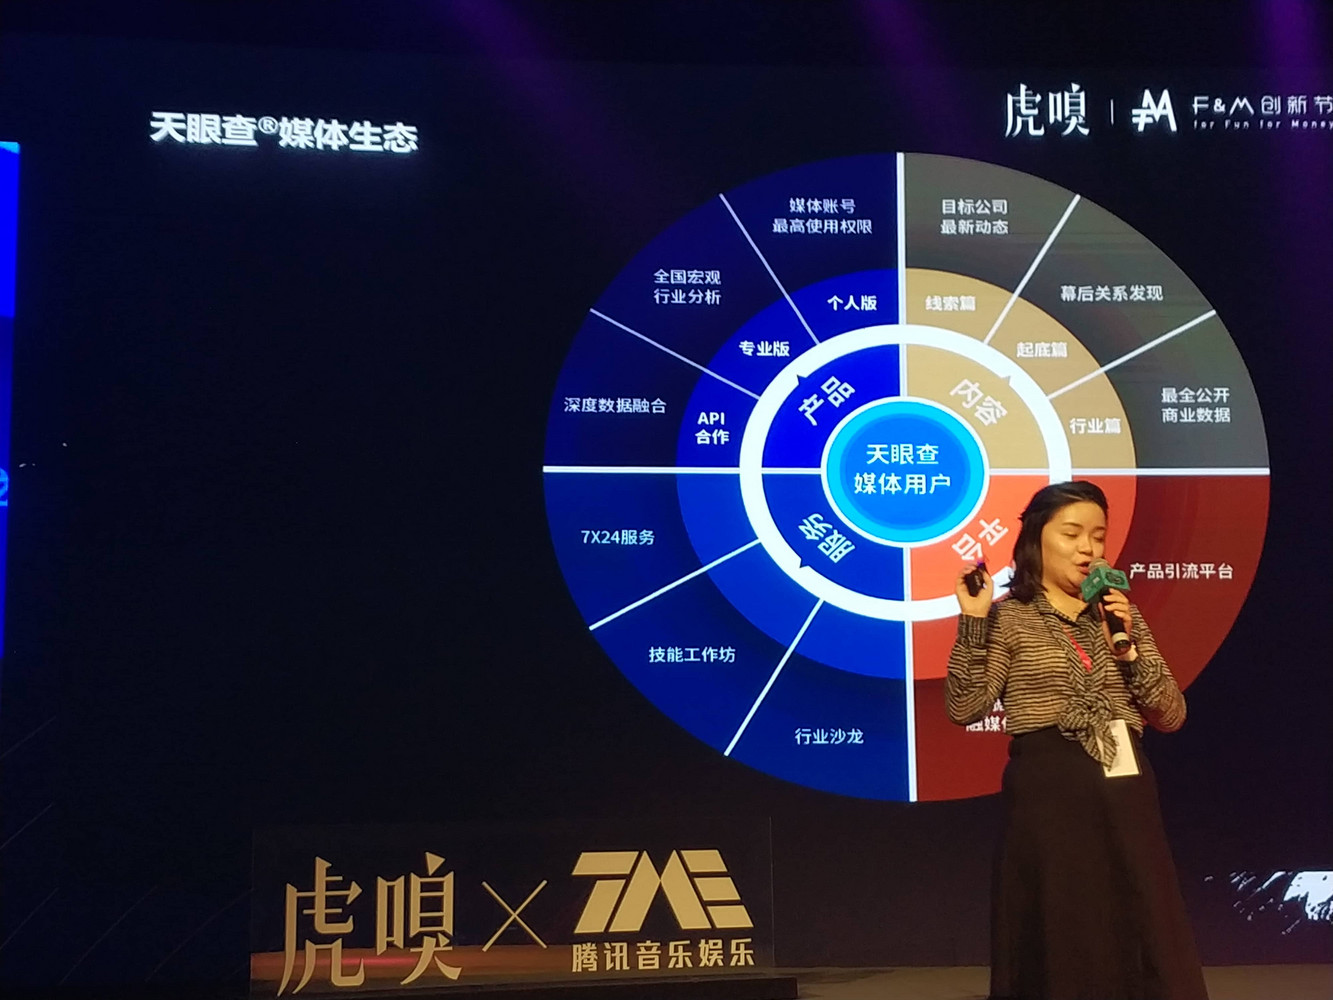 天眼查®媒体生态
虎嗅
F&M创新节
for Fun for Money
媒体账号
最高使用权限
目标公司
最新动态
全国宏观
行业分析
幕后关系发现
个人版
线索篇
专业版
起底篇
深度数据融合
API
合作
产品
内容
行业篇
最全公开
商业数据
天眼查
媒体用户
7X24服务
服务
平台
产品引流平台
技能工作坊
行业沙龙
融媒
虎嗅×TME
腾讯音乐娱乐